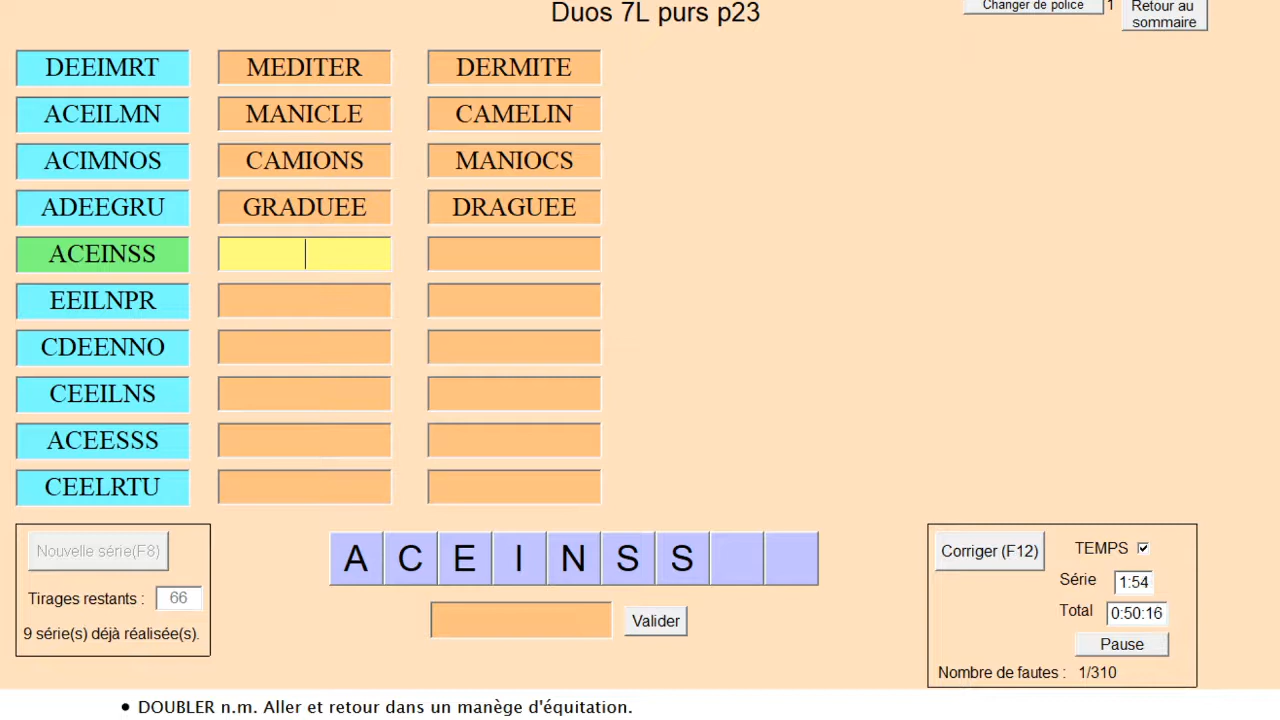 Duos 7L purs p23
Changer de police 1
Retour au
sommaire
DEEIMRT MEDITER DERMITE
ACEILMN MANICLE CAMELIN
ACIMNOS CAMIONS MANIOCS
ADEEGRU GRADUEE DRAGUEE
ACEINSS
EEILNPR
CDEENNO
CEEILNS
ACEESSS
CEELRTU
Nouvelle série(F8)
Tirages restants : 66
9 série(s) déjà réalisée(s).
A C E I N S S
Valider
Corriger (F12) TEMPS
Série 1:54
Total 0:50:16
Pause
Nombre de fautes : 1/310
• DOUBLER n.m. Aller et retour dans un manège d'équitation.